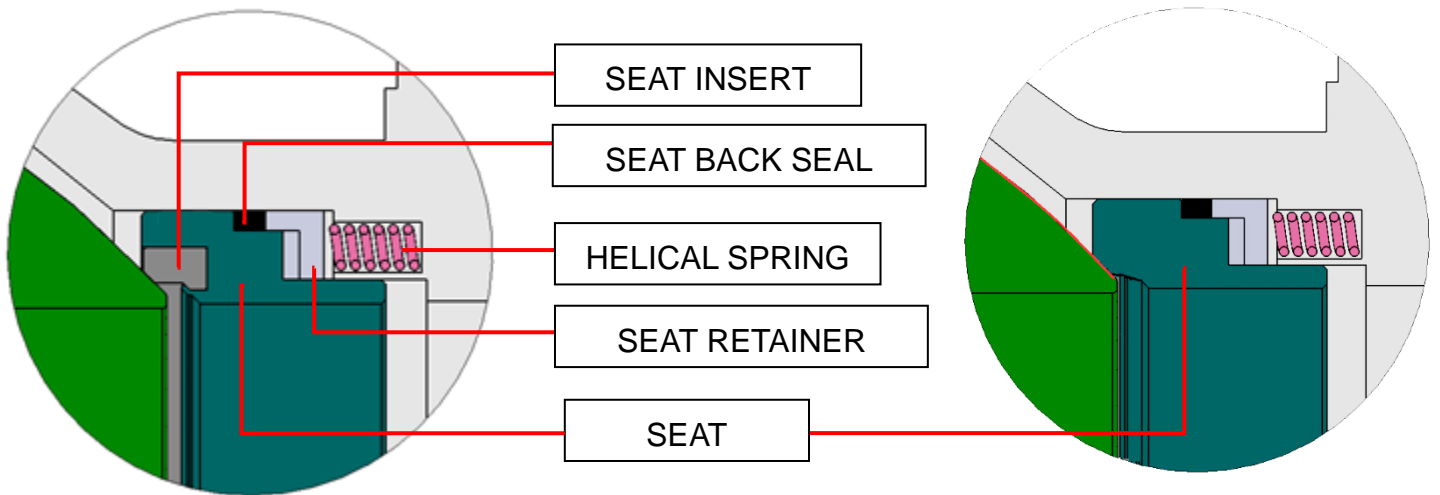 SEAT INSERT
SEAT BACK SEAL
HELICAL SPRING
SEAT RETAINER
SEAT